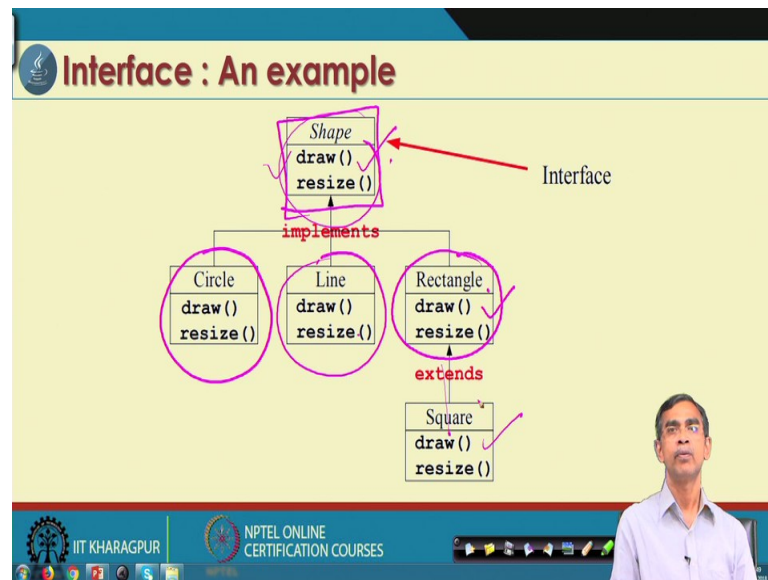 Interface : An example
Shape
draw()
resize()
Interface
implements
Circle
draw()
resize()
Line
draw()
resize()
Rectangle
draw()
resize()
extends
Square
draw()
resize()
IIT KHARAGPUR
NPTEL ONLINE
CERTIFICATION COURSES